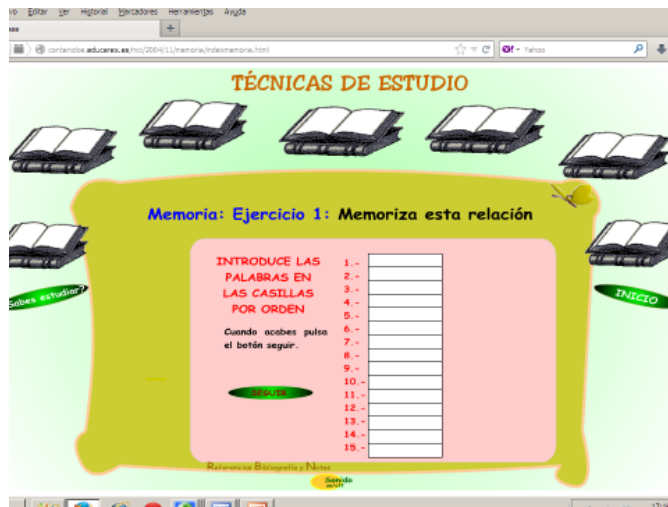 Editar Ver Historial Marcadores Herramientas Ayuda
+
contenidos.educarex.es/mci/2004/11/memoria/indexmemoria.html
Yahoo
TÉCNICAS DE ESTUDIO
Memoria: Ejercicio 1: Memoriza esta relación
INTRODUCE LAS
PALABRAS EN
LAS CASILLAS
POR ORDEN
Cuando acabes pulsa
el botón seguir.
SEGUIR
1.-
2.-
3.-
4.-
5.-
6.-
7.-
8.-
9.-
10.-
11.-
12.-
13.-
14.-
15.-
Sabes estudiar?
INICIO
Referencias Bibliografía y Notas
Sonido
on/off